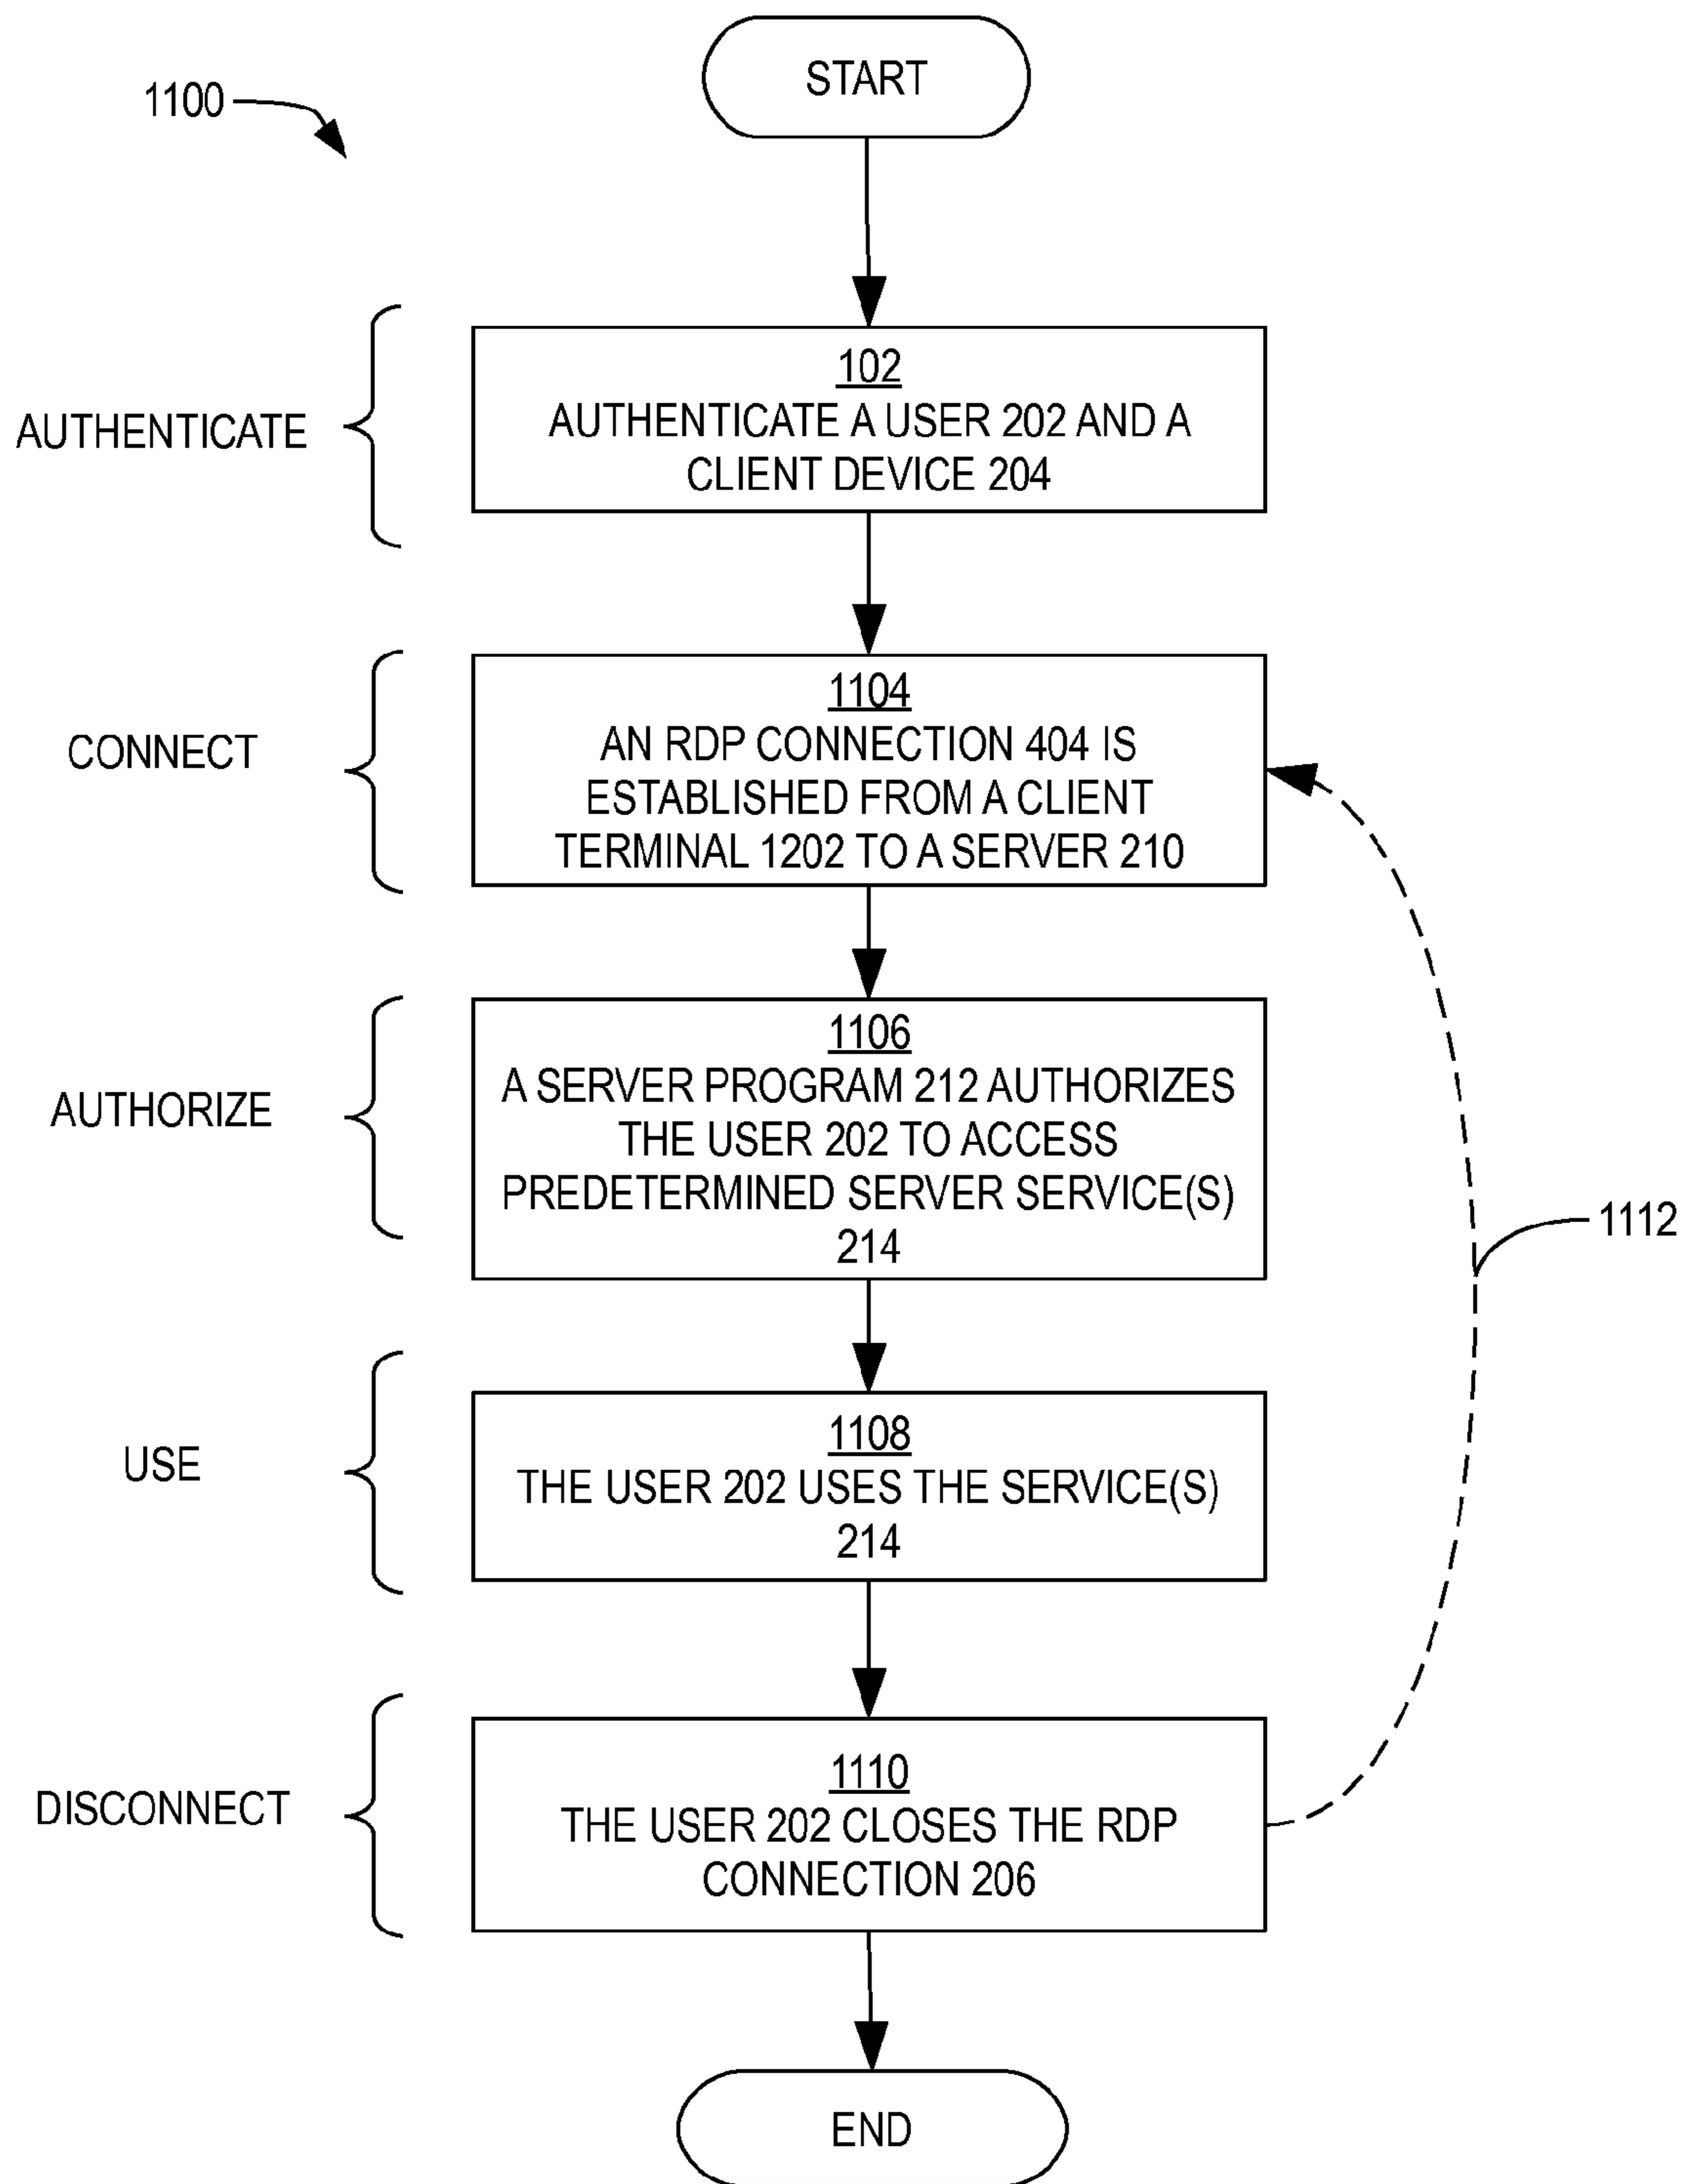 START
1100
AUTHENTICATE
102
AUTHENTICATE A USER 202 AND A
CLIENT DEVICE 204
CONNECT
1104
AN RDP CONNECTION 404 IS
ESTABLISHED FROM A CLIENT
TERMINAL 1202 TO A SERVER 210
AUTHORIZE
1106
A SERVER PROGRAM 212 AUTHORIZES
THE USER 202 TO ACCESS
PREDETERMINED SERVER SERVICE(S)
214
1112
USE
1108
THE USER 202 USES THE SERVICE(S)
214
DISCONNECT
1110
THE USER 202 CLOSES THE RDP
CONNECTION 206
END